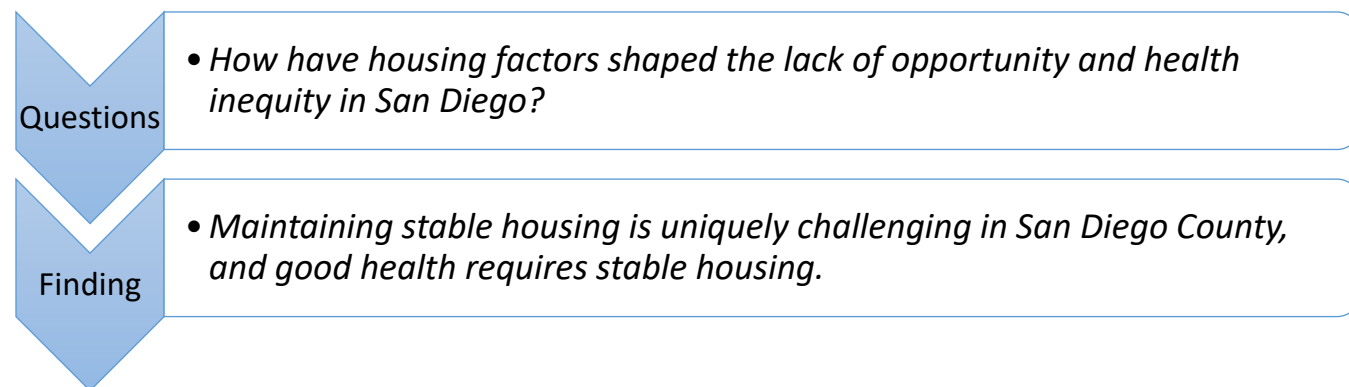 Questions
• How have housing factors shaped the lack of opportunity and health
inequity in San Diego?
Finding
• Maintaining stable housing is uniquely challenging in San Diego County,
and good health requires stable housing.